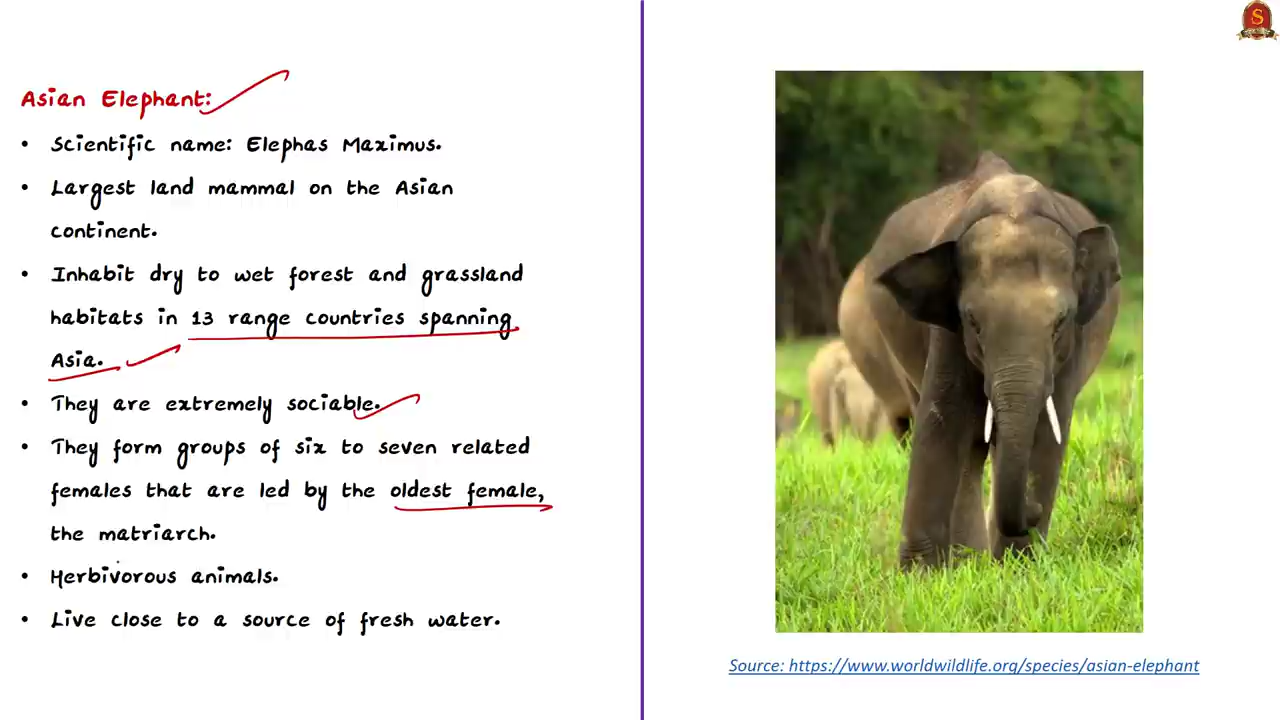 Asian Elephant:
• Scientific name: Elephas Maximus.
• Largest land mammal on the Asian
continent.
• Inhabit dry to wet forest and grassland
habitats in 13 range countries spanning
Asia.
• They are extremely sociable.
• They form groups of six to seven related
females that are led by the oldest female,
the matriarch.
• Herbivorous animals.
• Live close to a source of fresh water.
S
Source: https://www.worldwildlife.org/species/asian-elephant